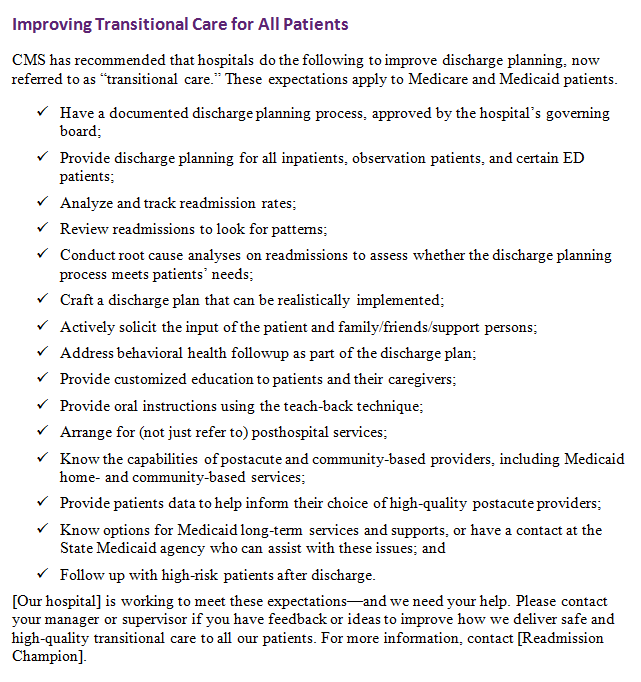 Improving Transitional Care for All Patients
CMS has recommended that hospitals do the following to improve discharge planning, now
referred to as “transitional care.” These expectations apply to Medicare and Medicaid patients.
✓ Have a documented discharge planning process, approved by the hospital’s governing
board;
✓ Provide discharge planning for all inpatients, observation patients, and certain ED
patients;
✓ Analyze and track readmission rates;
✓ Review readmissions to look for patterns;
✓ Conduct root cause analyses on readmissions to assess whether the discharge planning
process meets patients’ needs;
✓ Craft a discharge plan that can be realistically implemented;
✓ Actively solicit the input of the patient and family/friends/support persons;
✓ Address behavioral health followup as part of the discharge plan;
✓ Provide customized education to patients and their caregivers;
✓ Provide oral instructions using the teach-back technique;
✓ Arrange for (not just refer to) posthospital services;
✓ Know the capabilities of postacute and community-based providers, including Medicaid
home- and community-based services;
✓ Provide patients data to help inform their choice of high-quality postacute providers;
✓ Know options for Medicaid long-term services and supports, or have a contact at the
State Medicaid agency who can assist with these issues; and
✓ Follow up with high-risk patients after discharge.
[Our hospital] is working to meet these expectations—and we need your help. Please contact
your manager or supervisor if you have feedback or ideas to improve how we deliver safe and
high-quality transitional care to all our patients. For more information, contact [Readmission
Champion].